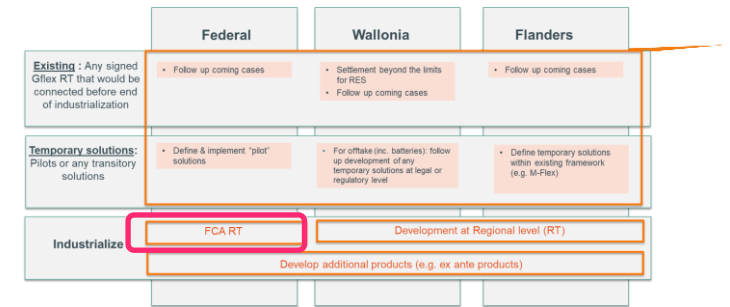 Federal
Wallonia
Flanders
Existing : Any signed
Gflex RT that would be
connected before end
of industrialization
• Follow up coming cases
• Settlement beyond the limits
for RES
• Follow up coming cases
• Follow up coming cases
Temporary solutions:
Pilots or any transitory
solutions
• Define & implement "pilot"
solutions
• For offtake (inc. batteries): follow
up development of any
temporary solutions at legal or
regulatory level
• Define temporary solutions
within existing framework
(e.g. M-Flex)
Industrialize
FCA RT
Development at Regional level (RT)
Develop additional products (e.g. ex ante products)